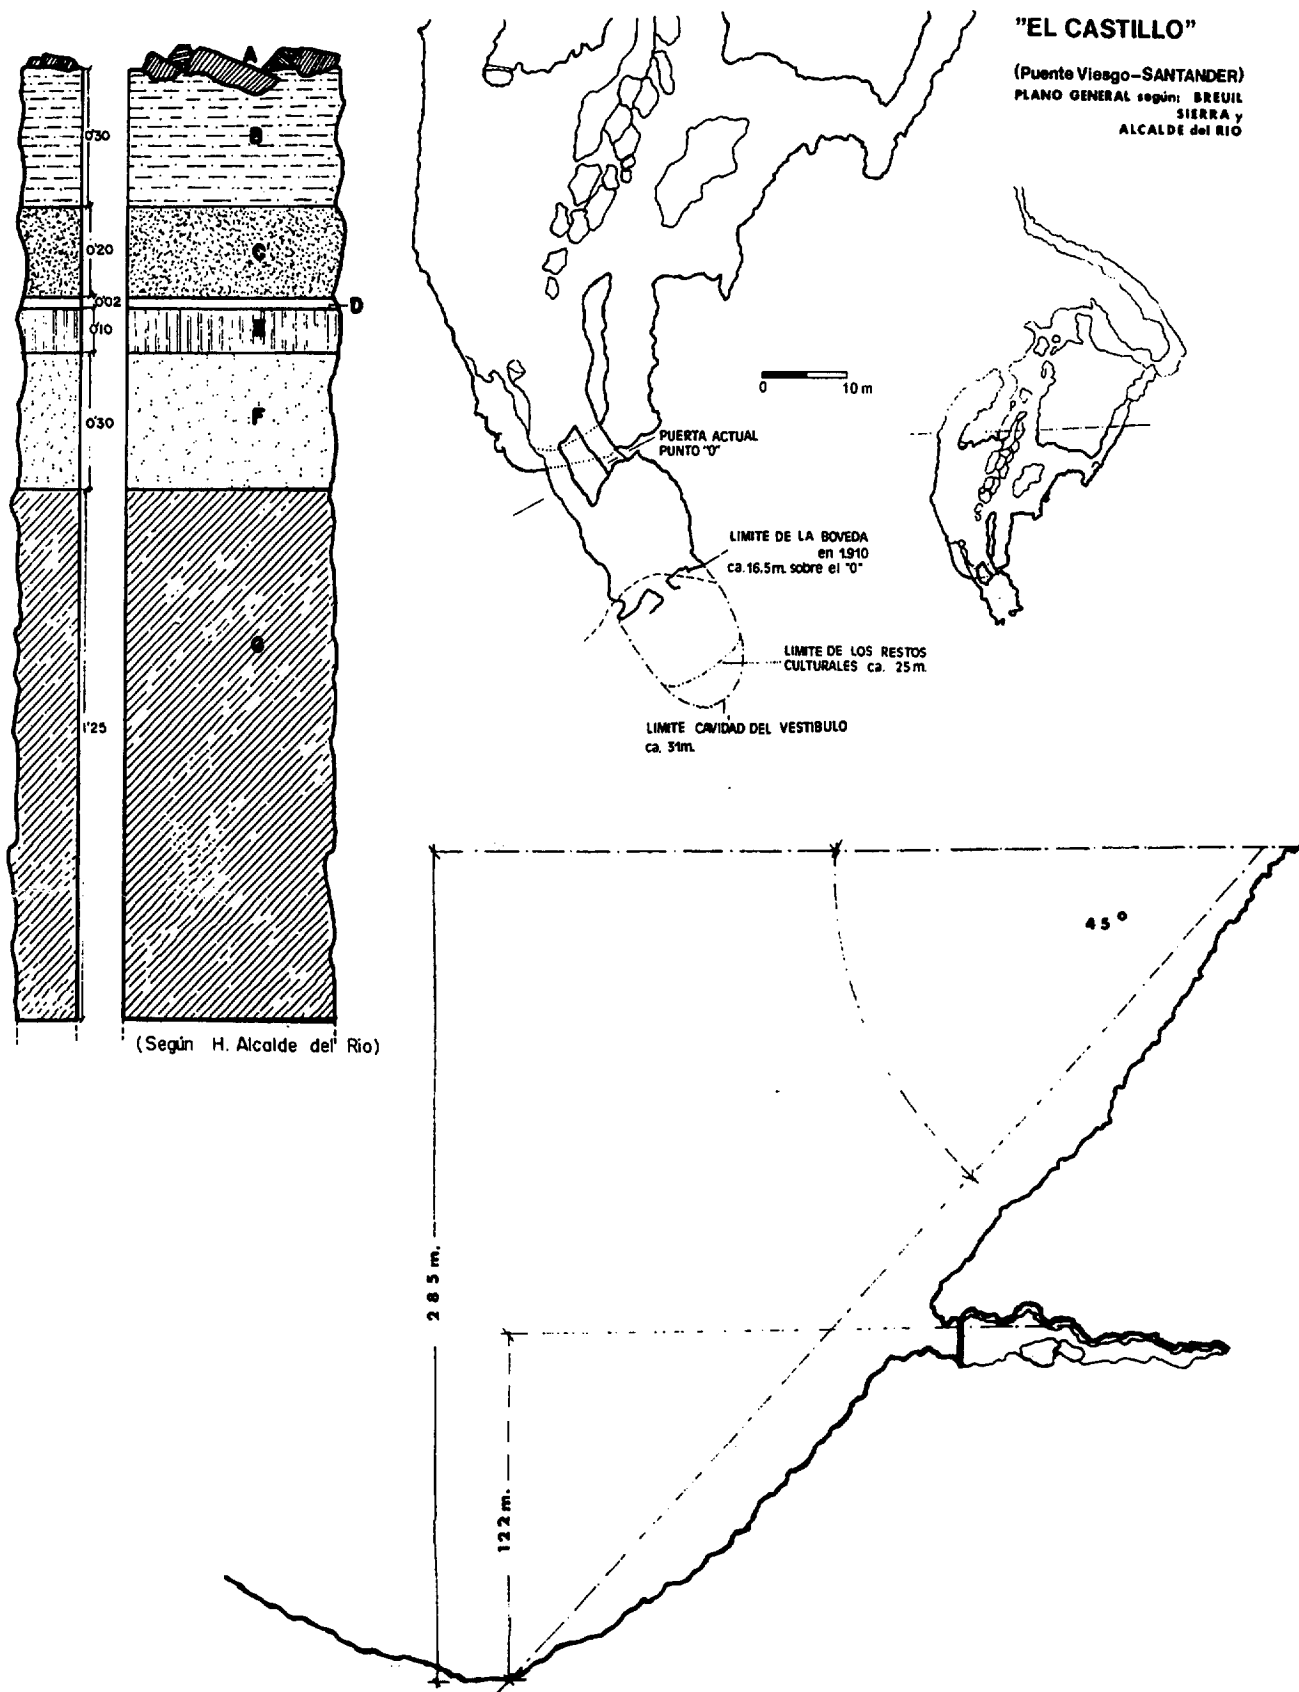 "EL CASTILLO"
(Puente Viesgo-SANTANDER)
PLANO GENERAL según: BREUIL
SIERRA y
ALCALDE del RIO
A
B
0'30
C
0'20
0'02
D
0'10
F
0'30
G
1'25
(Según H. Alcalde del Rio)
0 10 m
PUERTA ACTUAL
PUNTO "0"
LIMITE DE LA BOVEDA
en 1.910
ca. 16.5m. sobre el "0"
LIMITE DE LOS RESTOS
CULTURALES ca. 25 m.
LIMITE CAVIDAD DEL VESTIBULO
ca. 31m.
45°
285m.
122m.